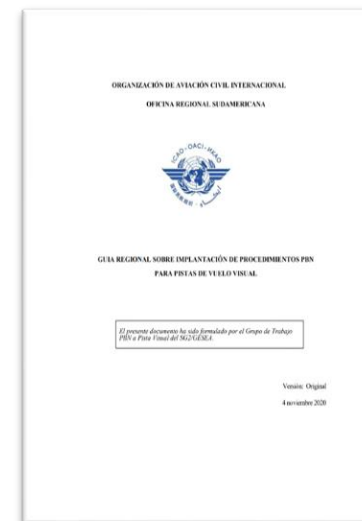 ORGANIZACIÓN DE AVIACIÓN CIVIL INTERNACIONAL
OFICINA REGIONAL SUDAMERICANA
ICAO · OACI · ИКАО
GUIA REGIONAL SOBRE IMPLANTACIÓN DE PROCEDIMIENTOS PBN
PARA PISTAS DE VUELO VISUAL
El presente documento ha sido formulado por el Grupo de Trabajo
PBN a Pista Visual del SG2/GESEA.
Versión: Original
4 noviembre 2020